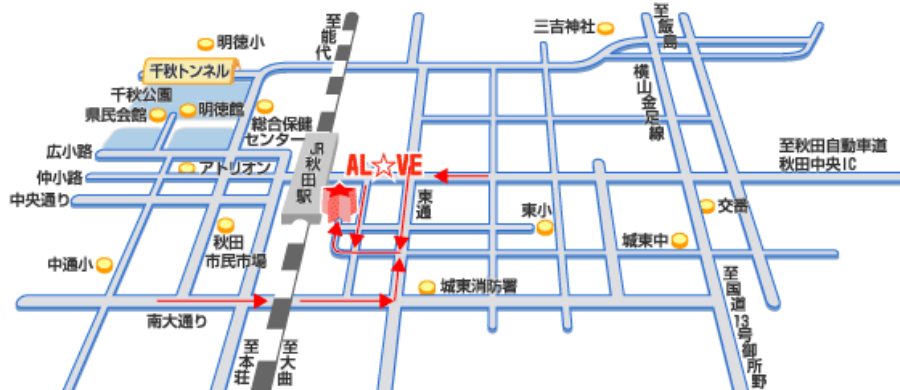 至能代
明徳小
三吉神社
至飯島
千秋トンネル
横山金足線
千秋公園
県民会館
明徳館
総合保健
センター
JR秋田駅
AL☆VE
至秋田自動車道
秋田中央IC
広小路
アトリオン
仲小路
中央通り
東通
東小
交番
秋田
市民市場
城東中
中通小
城東消防署
至国道13号御所野
南大通り
至本荘
至大曲